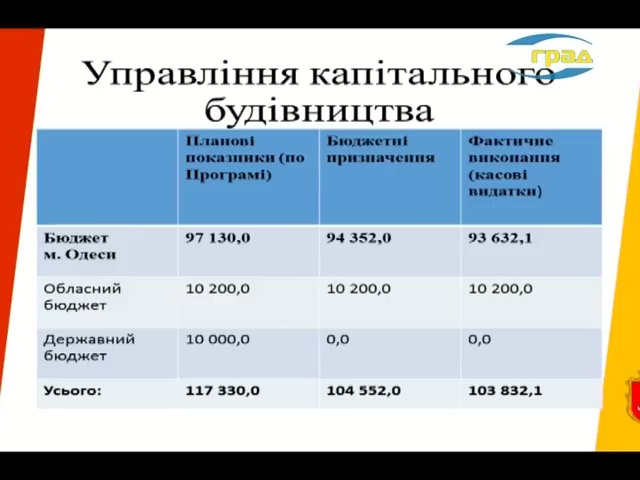 град
Управління капітального
будівництва
Планові показники (по Програмі)
Бюджетні призначення
Фактичне виконання (касові видатки)
Бюджет м. Одеси 97 130,0 94 352,0 93 632,1
Обласний бюджет 10 200,0 10 200,0 10 200,0
Державний бюджет 10 000,0 0,0 0,0
Усього: 117 330,0 104 552,0 103 832,1